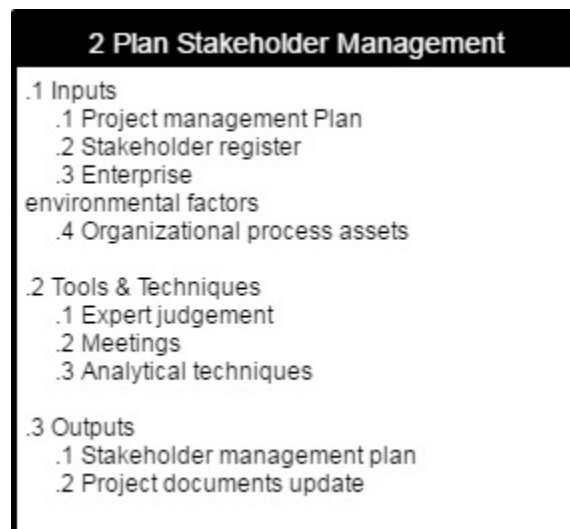 2 Plan Stakeholder Management
.1 Inputs
.1 Project management Plan
.2 Stakeholder register
.3 Enterprise
environmental factors
.4 Organizational process assets
.2 Tools & Techniques
.1 Expert judgement
.2 Meetings
.3 Analytical techniques
.3 Outputs
.1 Stakeholder management plan
.2 Project documents update